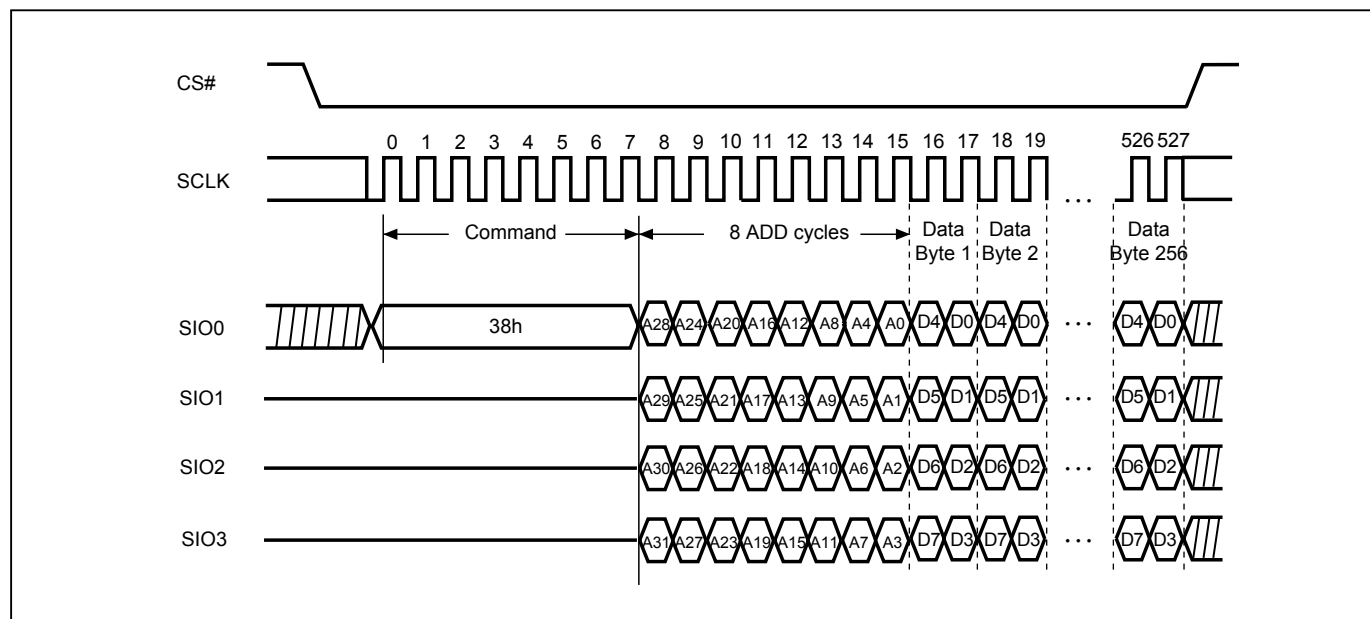 CS#
0 1 2 3 4 5 6 7 8 9 10 11 12 13 14 15 16 17 18 19 526 527
SCLK
...
Command 8 ADD cycles Data Data Data
Byte 1 Byte 2 Byte 256
SIO0 38h A28 A24 A20 A16 A12 A8 A4 A0 D4 D0 D4 D0 ... D4 D0
SIO1 A29 A25 A21 A17 A13 A9 A5 A1 D5 D1 D5 D1 ... D5 D1
SIO2 A30 A26 A22 A18 A14 A10 A6 A2 D6 D2 D6 D2 ... D6 D2
SIO3 A31 A27 A23 A19 A15 A11 A7 A3 D7 D3 D7 D3 ... D7 D3